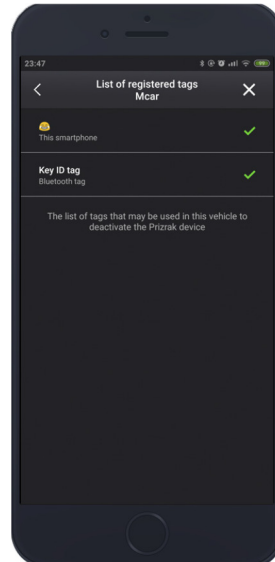 23:47
List of registered tags
Mcar
This smartphone
Key ID tag
Bluetooth tag
The list of tags that may be used in this vehicle to
deactivate the Prizrak device